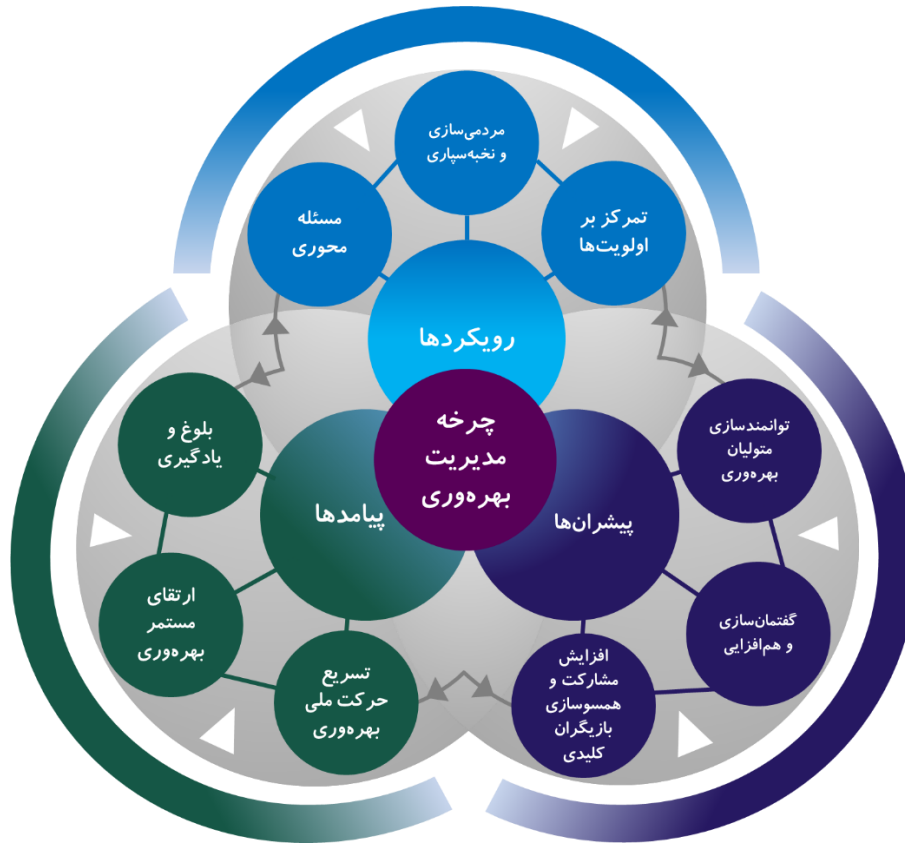 مردمی‌سازی
و نخبه‌سپاری
تمرکز بر
اولویت‌ها
مسئله
محوری
رویکردها
چرخه
مدیریت
بهره‌وری
توانمندسازی
متولیان
بهره‌وری
پیشران‌ها
گفتمان‌سازی
و هم‌افزایی
افزایش
مشارکت و
همسوسازی
بازیگران
کلیدی
پیامدها
تسریع
حرکت ملی
بهره‌وری
ارتقای
مستمر
بهره‌وری
بلوغ و
یادگیری